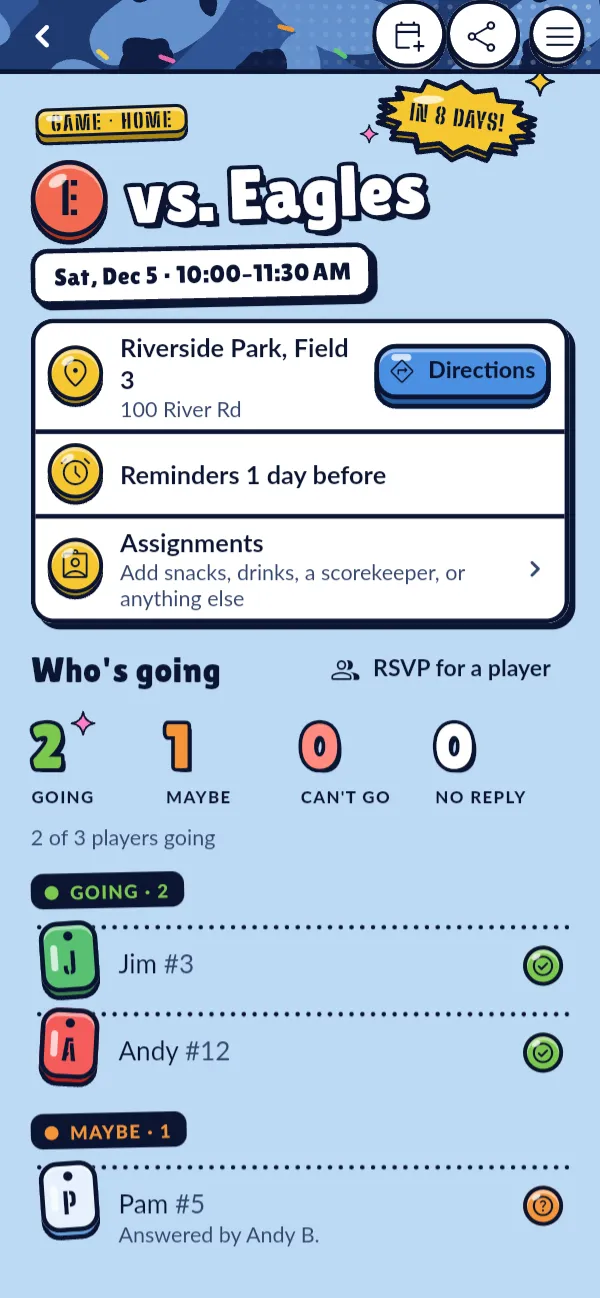 GAME · HOME
IN 8 DAYS!
E vs. Eagles
Sat, Dec 5 · 10:00–11:30 AM
Riverside Park, Field
3
100 River Rd
Directions
Reminders 1 day before
Assignments
Add snacks, drinks, a scorekeeper, or
anything else
Who's going
RSVP for a player
2 1 0 0
GOING MAYBE CAN'T GO NO REPLY
2 of 3 players going
GOING · 2
J Jim #3
A Andy #12
MAYBE · 1
P Pam #5
Answered by Andy B.